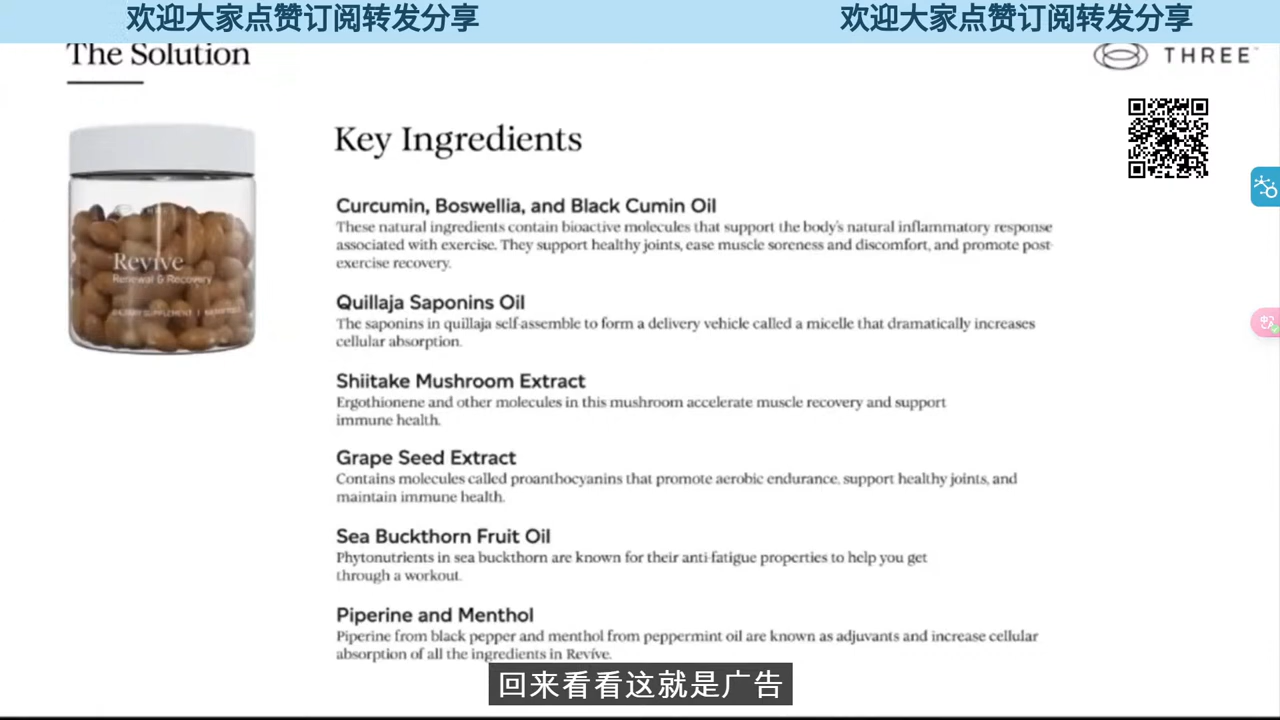 欢迎大家点赞订阅转发分享
欢迎大家点赞订阅转发分享
The Solution
THREE
Key Ingredients
Curcumin, Boswellia, and Black Cumin Oil
These natural ingredients contain bioactive molecules that support the body's natural inflammatory response
associated with exercise. They support healthy joints, ease muscle soreness and discomfort, and promote post-
exercise recovery.
Revive
Renewal & Recovery
DIETARY SUPPLEMENT
Quillaja Saponins Oil
The saponins in quillaja self-assemble to form a delivery vehicle called a micelle that dramatically increases
cellular absorption.
Shiitake Mushroom Extract
Ergothionene and other molecules in this mushroom accelerate muscle recovery and support
immune health.
Grape Seed Extract
Contains molecules called proanthocyanins that promote aerobic endurance, support healthy joints, and
maintain immune health.
Sea Buckthorn Fruit Oil
Phytonutrients in sea buckthorn are known for their anti-fatigue properties to help you get
through a workout.
Piperine and Menthol
Piperine from black pepper and menthol from peppermint oil are known as adjuvants and increase cellular
absorption of all the ingredients in Revíve.
回来看看这就是广告